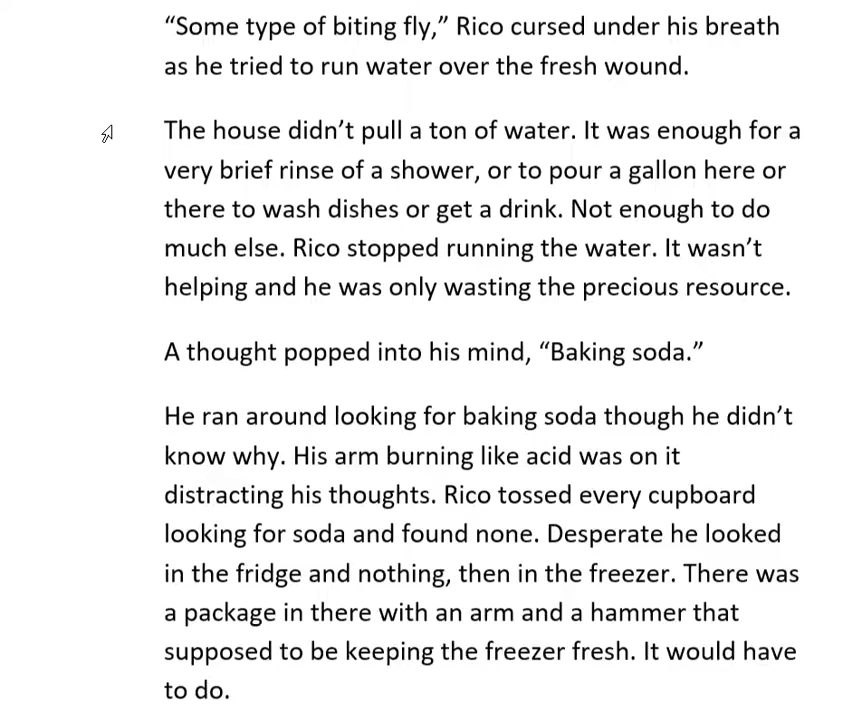 “Some type of biting fly,” Rico cursed under his breath
as he tried to run water over the fresh wound.
The house didn’t pull a ton of water. It was enough for a
very brief rinse of a shower, or to pour a gallon here or
there to wash dishes or get a drink. Not enough to do
much else. Rico stopped running the water. It wasn’t
helping and he was only wasting the precious resource.
A thought popped into his mind, “Baking soda.”
He ran around looking for baking soda though he didn’t
know why. His arm burning like acid was on it
distracting his thoughts. Rico tossed every cupboard
looking for soda and found none. Desperate he looked
in the fridge and nothing, then in the freezer. There was
a package in there with an arm and a hammer that
supposed to be keeping the freezer fresh. It would have
to do.